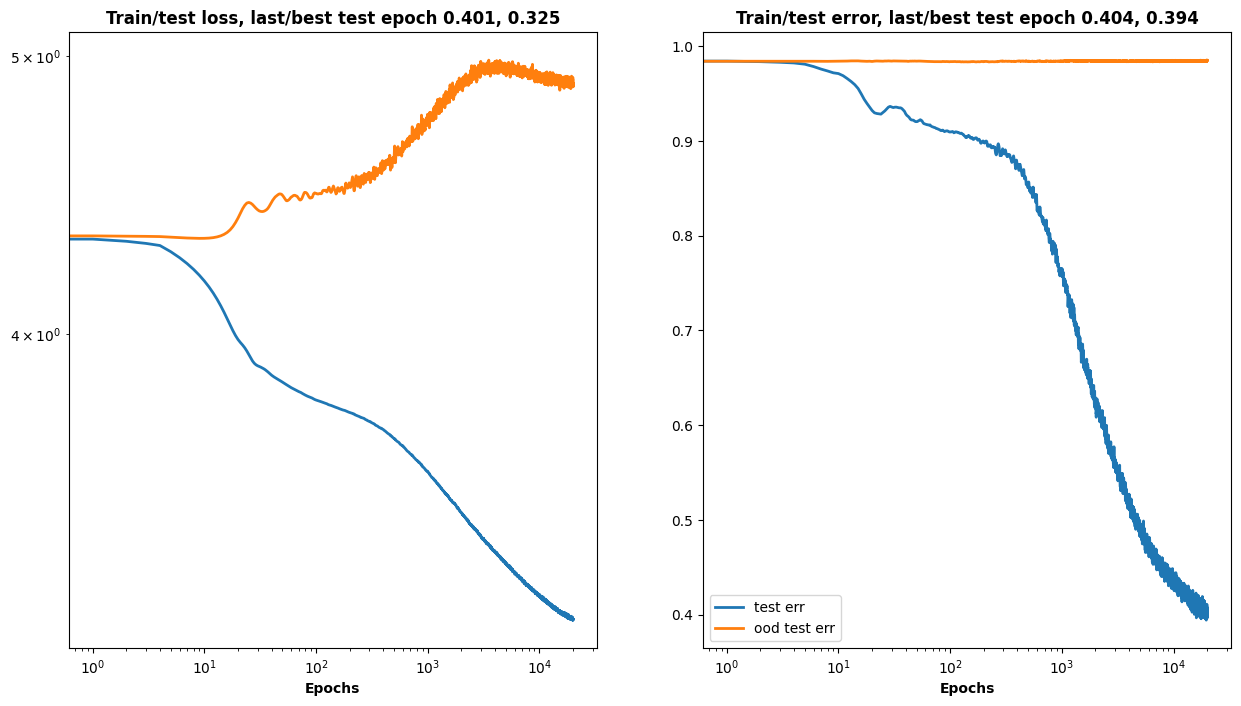 Train/test loss, last/best test epoch 0.401, 0.325
5 × 10⁰
4 × 10⁰
10⁰ 10¹ 10² 10³ 10⁴
Epochs
Train/test error, last/best test epoch 0.404, 0.394
1.0
0.9
0.8
0.7
0.6
0.5
0.4
test err
ood test err
10⁰ 10¹ 10² 10³ 10⁴
Epochs